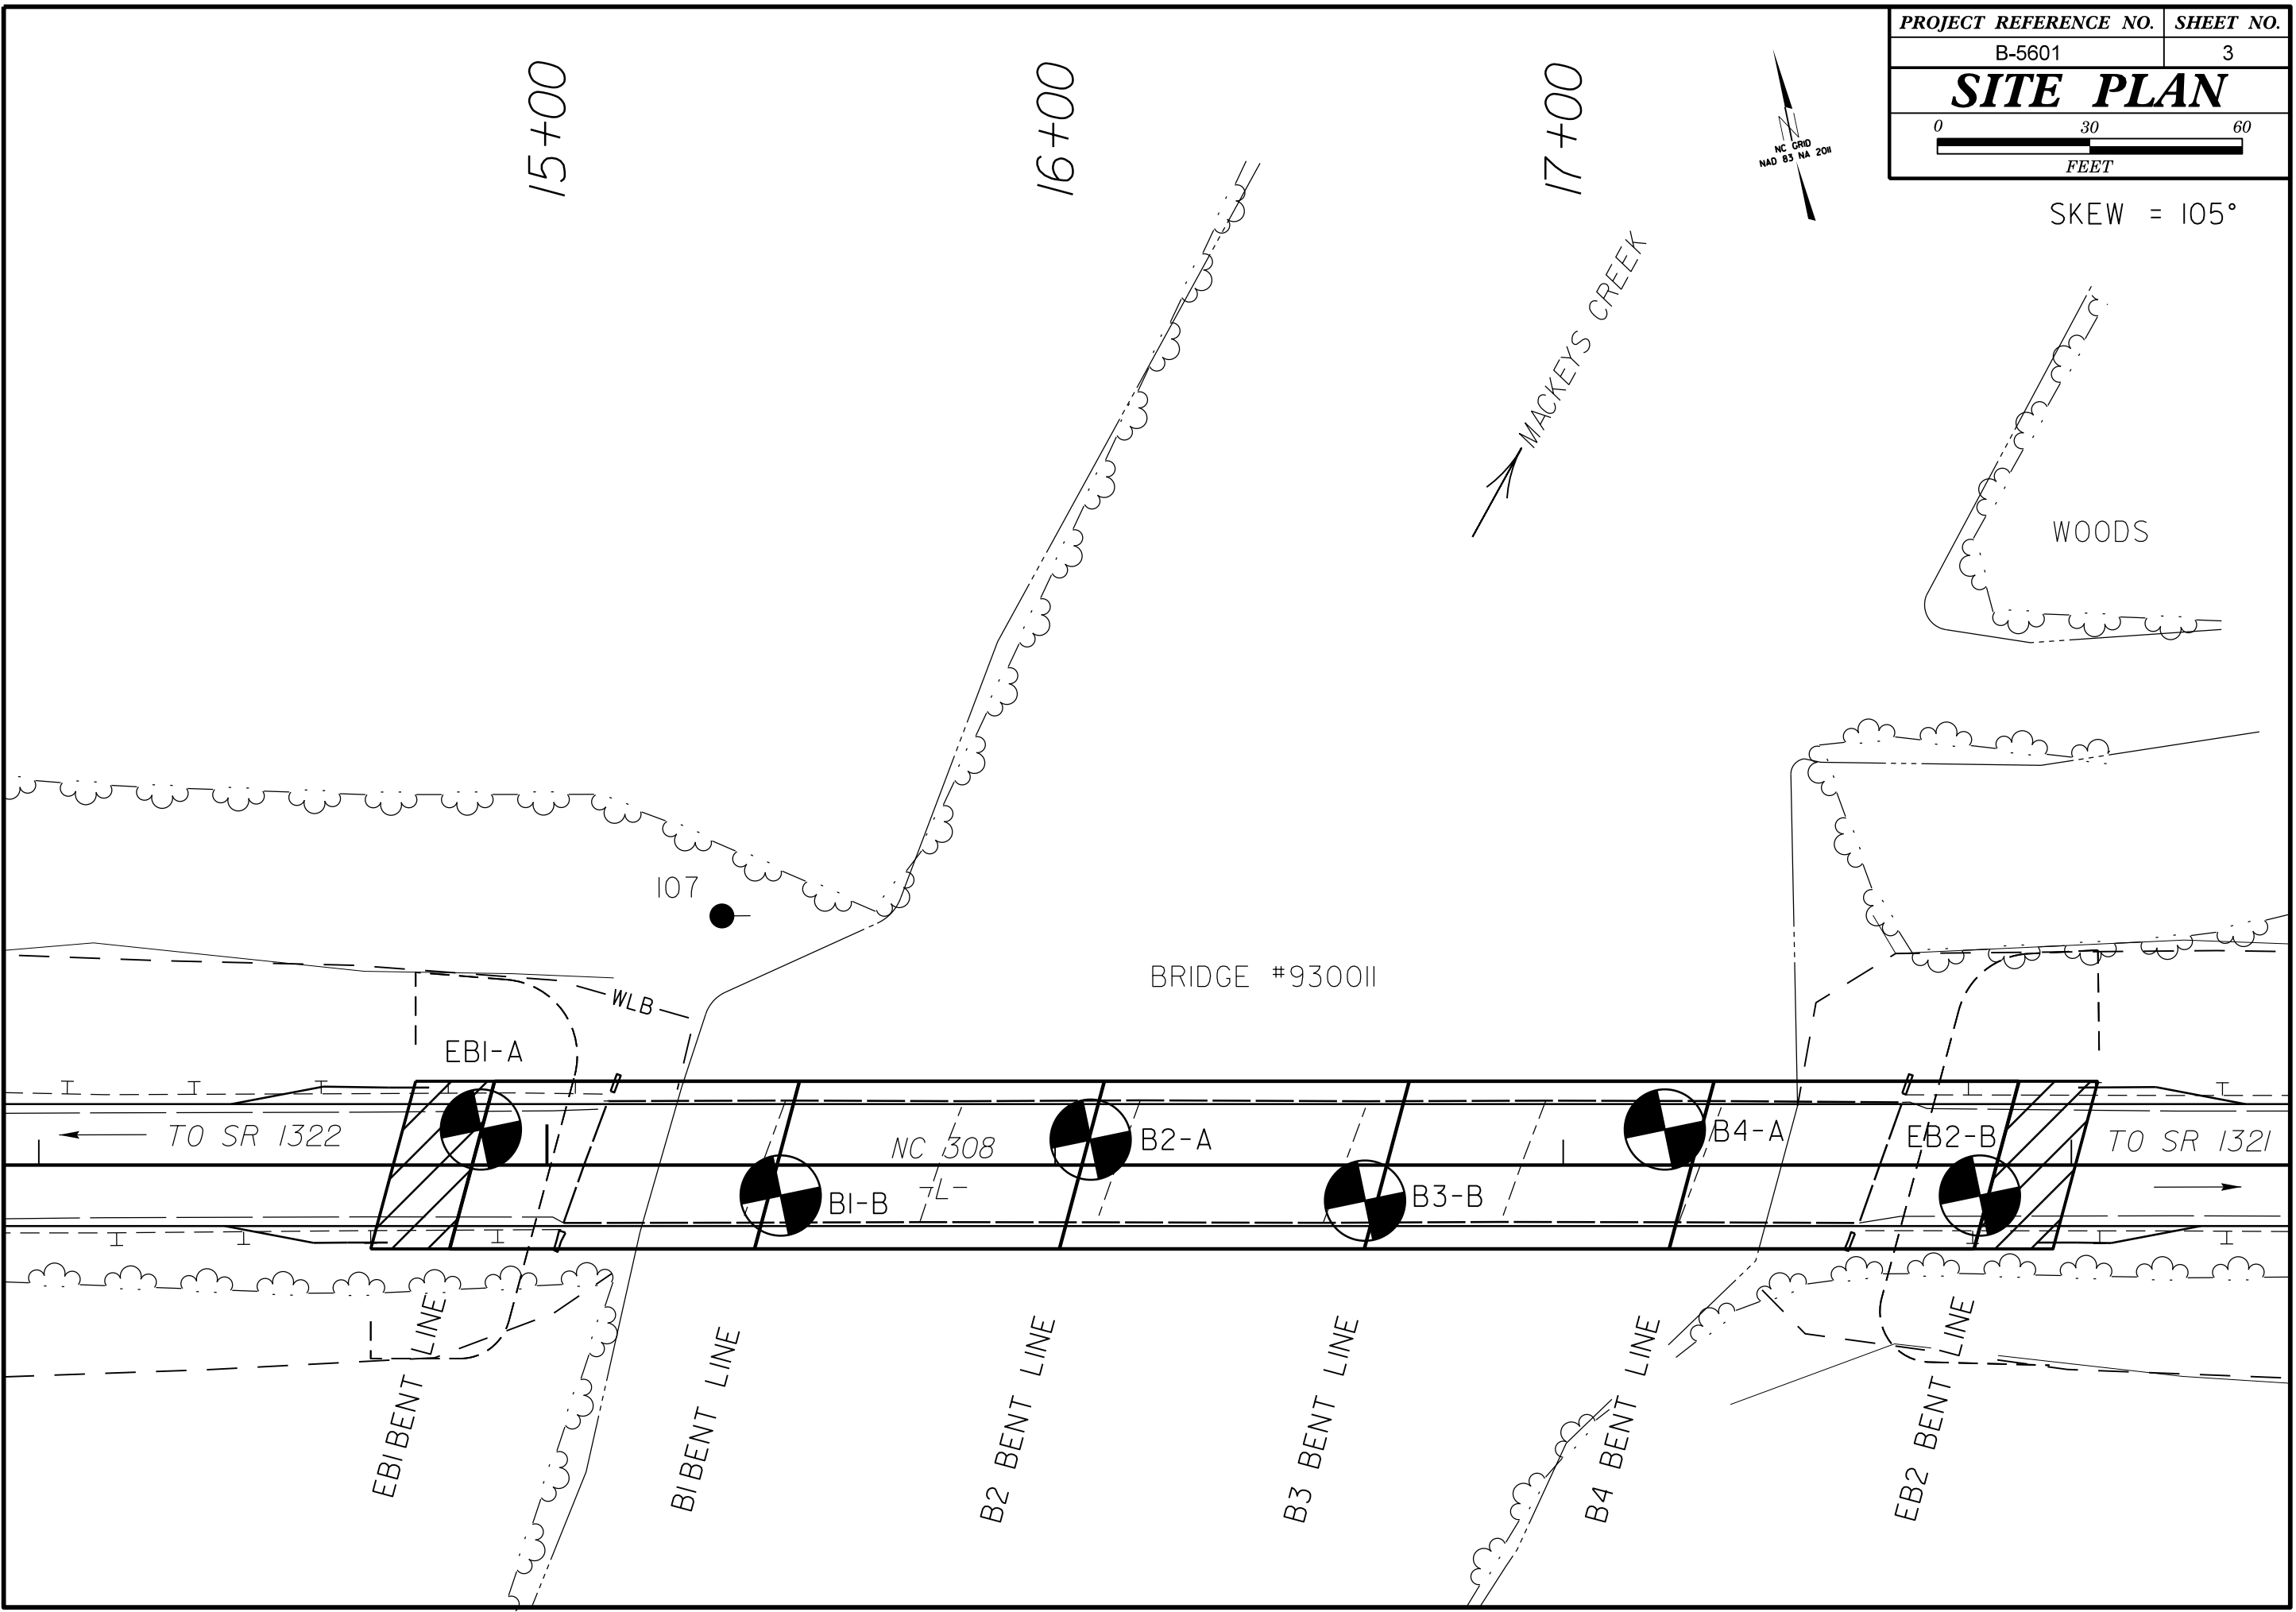 PROJECT REFERENCE NO. SHEET NO.
B-5601 3
SITE PLAN
0 30 60
FEET
SKEW = 105°
15+00
16+00
17+00
N
NC GRID
NAD 83 NA 2011
MACKEYS CREEK
WOODS
107
BRIDGE #930011
WLB
EB1-A
TO SR 1322
NC 308
-L-
B1-B
B2-A
B3-B
B4-A
EB2-B
TO SR 1321
EB1 BENT LINE
B1 BENT LINE
B2 BENT LINE
B3 BENT LINE
B4 BENT LINE
EB2 BENT LINE